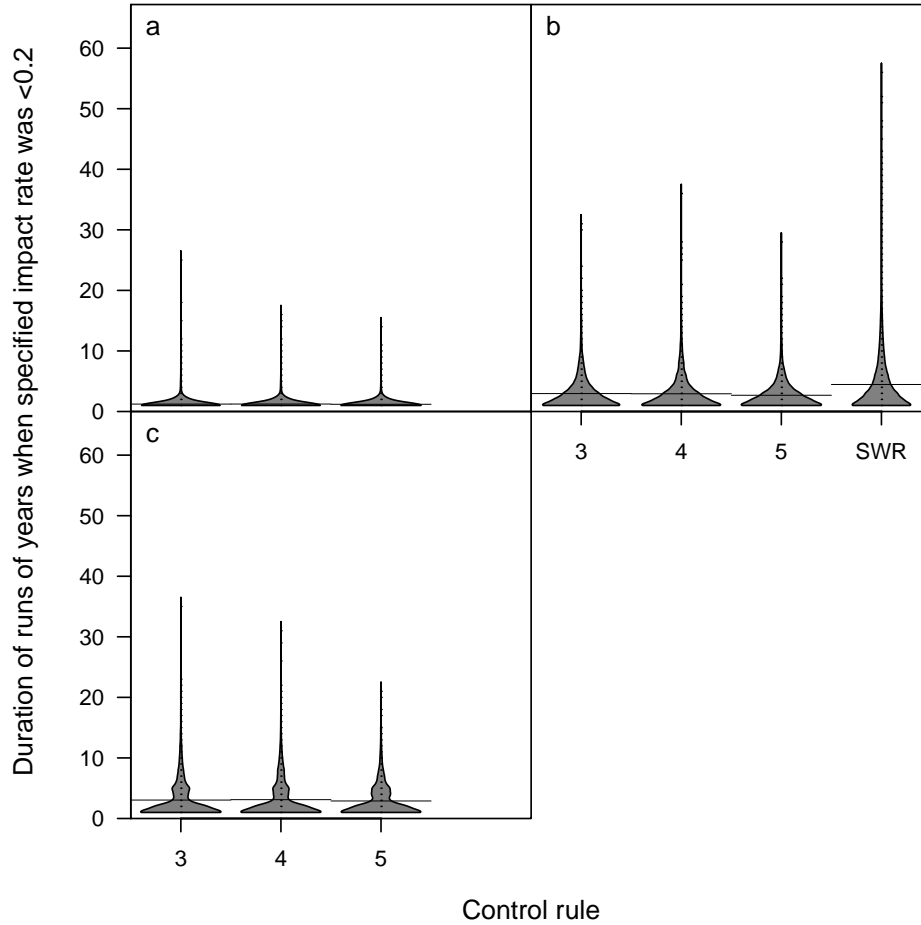 Duration of runs of years when specified impact rate was <0.2
a
60
50
40
30
20
10
0
b
3 4 5 SWR
c
60
50
40
30
20
10
0
3 4 5
Control rule